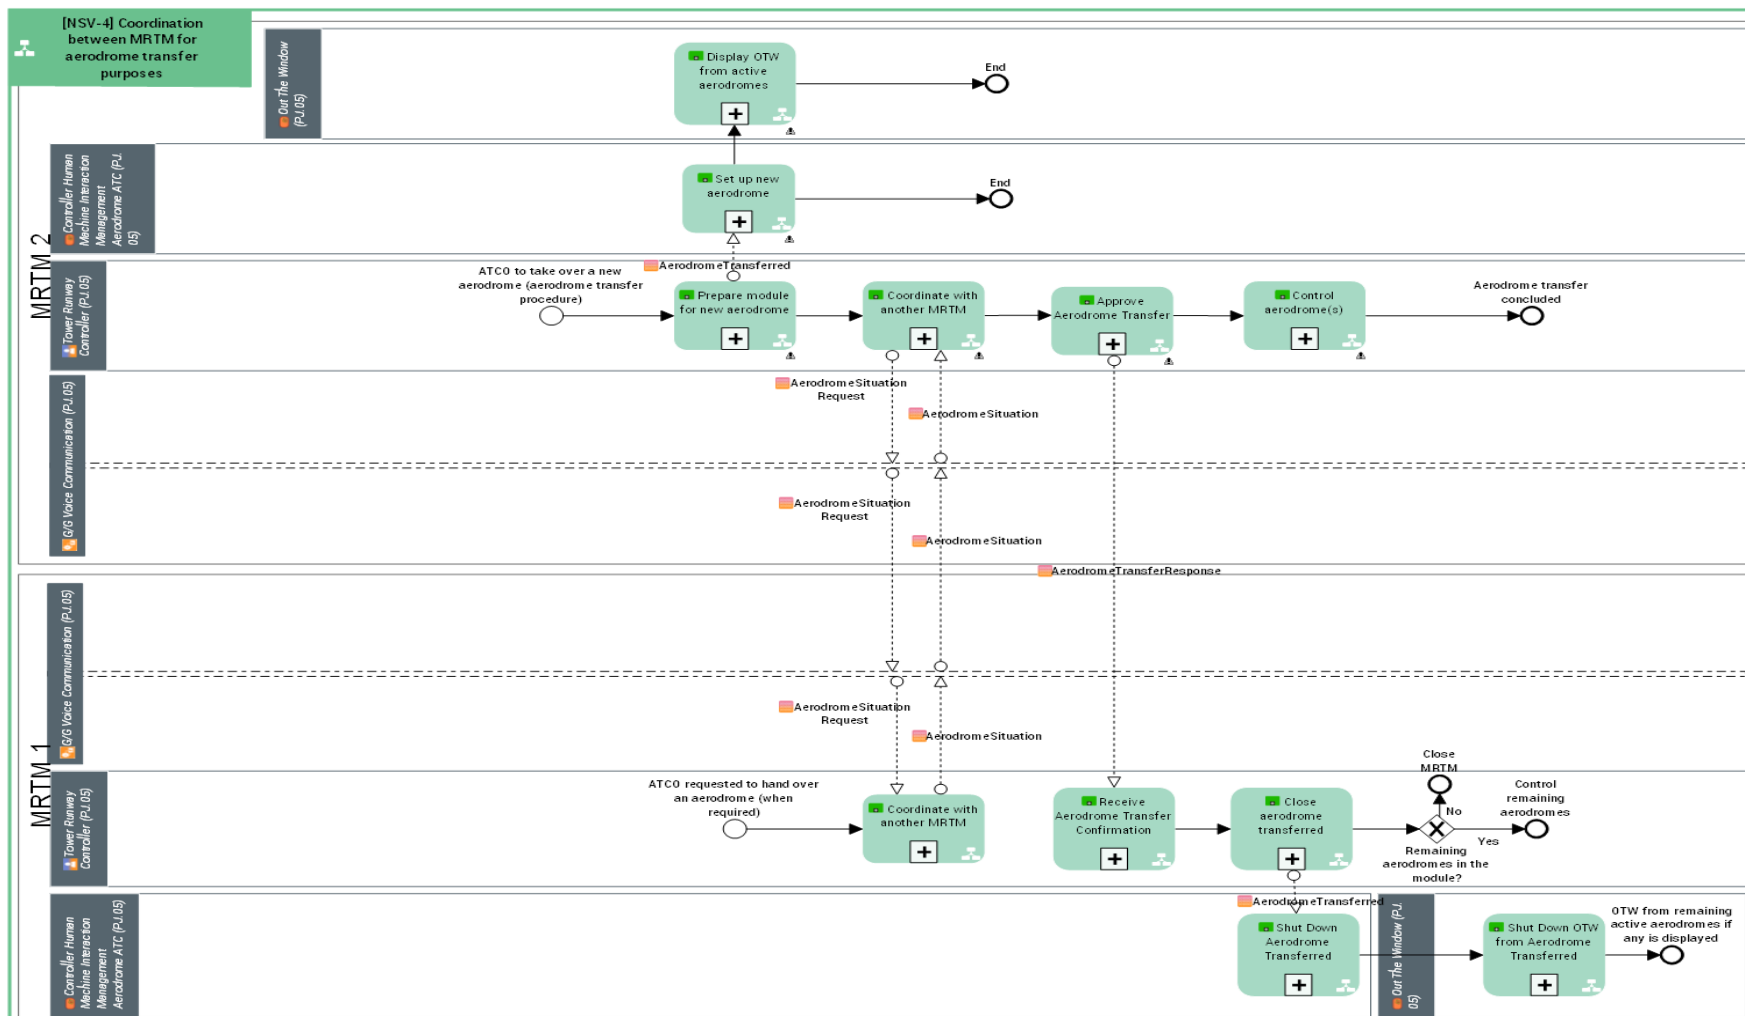 [NSV-4] Coordination
between MRTM for
aerodrome transfer
purposes
MRTM 2
Out The Window
(PJ.05)
Display OTW
from active
aerodromes
End
Controller Human
Machine Interaction
Management
Aerodrome ATC (PJ.
05)
Set up new
aerodrome
End
AerodromeTransferred
Tower Runway
Controller (PJ.05)
ATCO to take over a new
aerodrome (aerodrome transfer
procedure)
Prepare module
for new aerodrome
Coordinate with
another MRTM
Approve
Aerodrome Transfer
Control
aerodrome(s)
Aerodrome transfer
concluded
G/G Voice Communication (PJ.05)
AerodromeSituation
Request
AerodromeSituation
AerodromeSituation
Request
AerodromeSituation
AerodromeTransferResponse
MRTM 1
G/G Voice Communication (PJ.05)
AerodromeSituation
Request
AerodromeSituation
Tower Runway
Controller (PJ.05)
ATCO requested to hand over
an aerodrome (when
required)
Coordinate with
another MRTM
Receive
Aerodrome Transfer
Confirmation
Close
aerodrome
transferred
Close
MRTM
No
Yes
Remaining
aerodromes in the
module?
Control
remaining
aerodromes
Controller Human
Machine Interaction
Management
Aerodrome ATC (PJ.05)
AerodromeTransferred
Shut Down
Aerodrome
Transferred
Out The Window (PJ.
05)
Shut Down OTW
from Aerodrome
Transferred
OTW from remaining
active aerodromes if
any is displayed